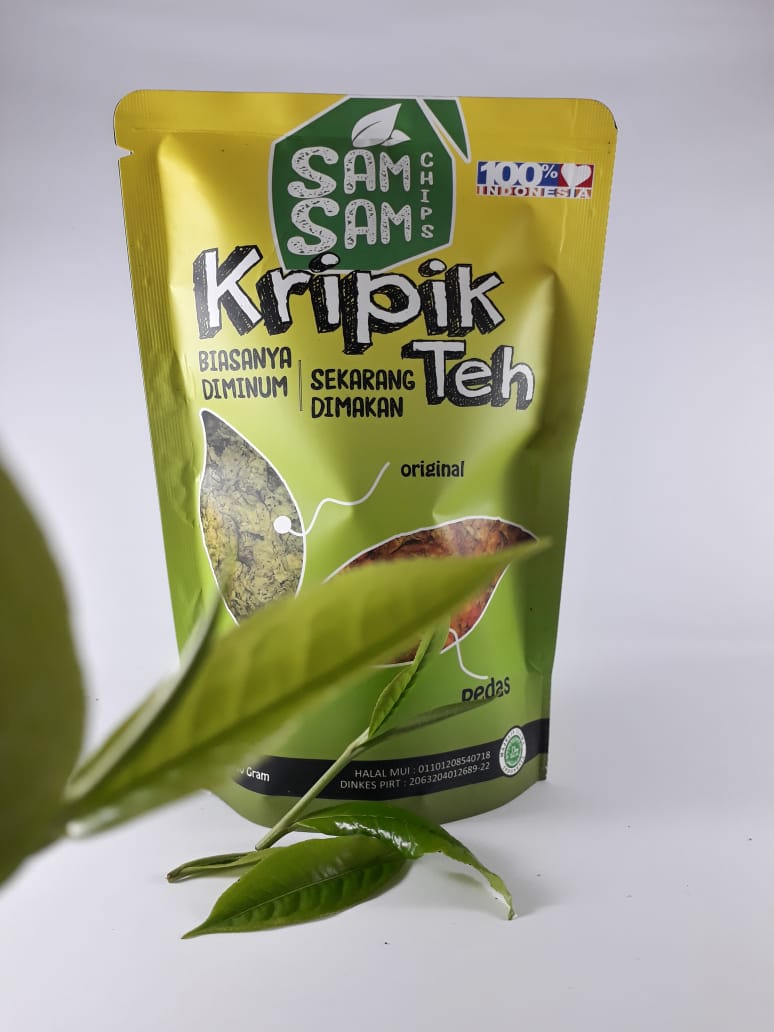 SAM
SAM
CHIPS
100%
INDONESIA
Kripik
Teh
BIASANYA
DIMINUM
SEKARANG
DIMAKAN
original
pedas
Gram
HALAL MUI : 01101208540718
DINKES PIRT : 2063204012689-22